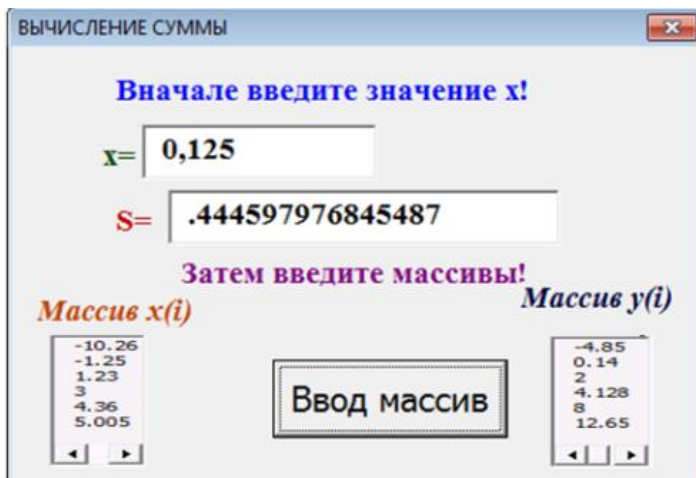 ВЫЧИСЛЕНИЕ СУММЫ
Вначале введите значение x!
x= 0,125
S= .444597976845487
Затем введите массивы!
Массив x(i)
-10.26
-1.25
1.23
3
4.36
5.005
Ввод массив
Массив y(i)
-4.85
0.14
2
4.128
8
12.65